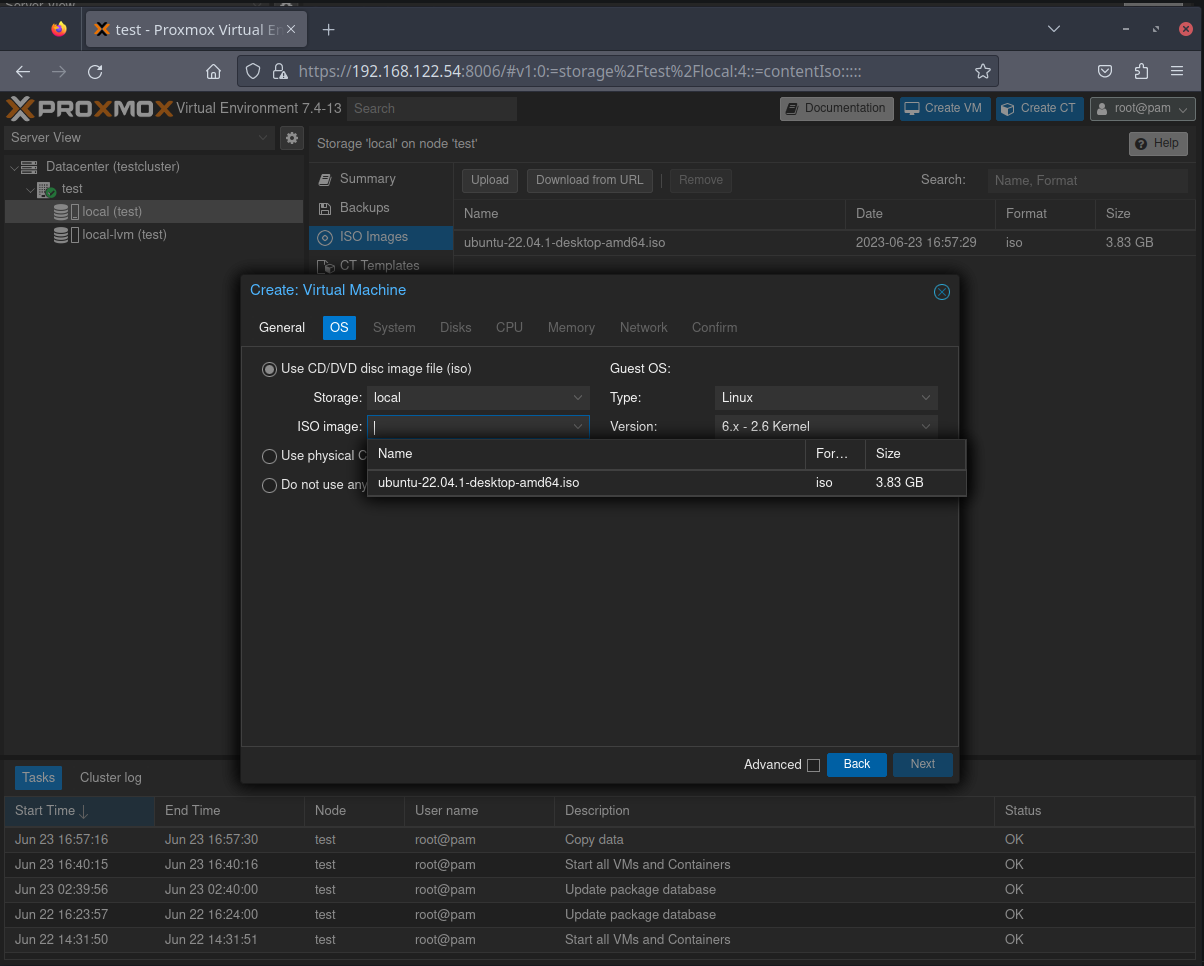 test - Proxmox Virtual En
https://192.168.122.54:8006/#v1:0:=storage%2Ftest%2Flocal:4::=contentIso:::::
PROXMOX Virtual Environment 7.4-13 Search Documentation Create VM Create CT root@pam
Server View
Storage 'local' on node 'test' Help
Datacenter (testcluster)
test
local (test)
local-lvm (test)
Summary
Backups
ISO Images
CT Templates
Upload Download from URL Remove Search: Name, Format
Name Date Format Size
ubuntu-22.04.1-desktop-amd64.iso 2023-06-23 16:57:29 iso 3.83 GB
Create: Virtual Machine
General OS System Disks CPU Memory Network Confirm
Use CD/DVD disc image file (iso) Guest OS:
Storage: local Type: Linux
ISO image: Version: 6.x - 2.6 Kernel
Use physical C
Do not use any
Name For... Size
ubuntu-22.04.1-desktop-amd64.iso iso 3.83 GB
Advanced Back Next
Tasks Cluster log
Start Time End Time Node User name Description Status
Jun 23 16:57:16 Jun 23 16:57:30 test root@pam Copy data OK
Jun 23 16:40:15 Jun 23 16:40:16 test root@pam Start all VMs and Containers OK
Jun 23 02:39:56 Jun 23 02:40:00 test root@pam Update package database OK
Jun 22 16:23:57 Jun 22 16:24:00 test root@pam Update package database OK
Jun 22 14:31:50 Jun 22 14:31:51 test root@pam Start all VMs and Containers OK